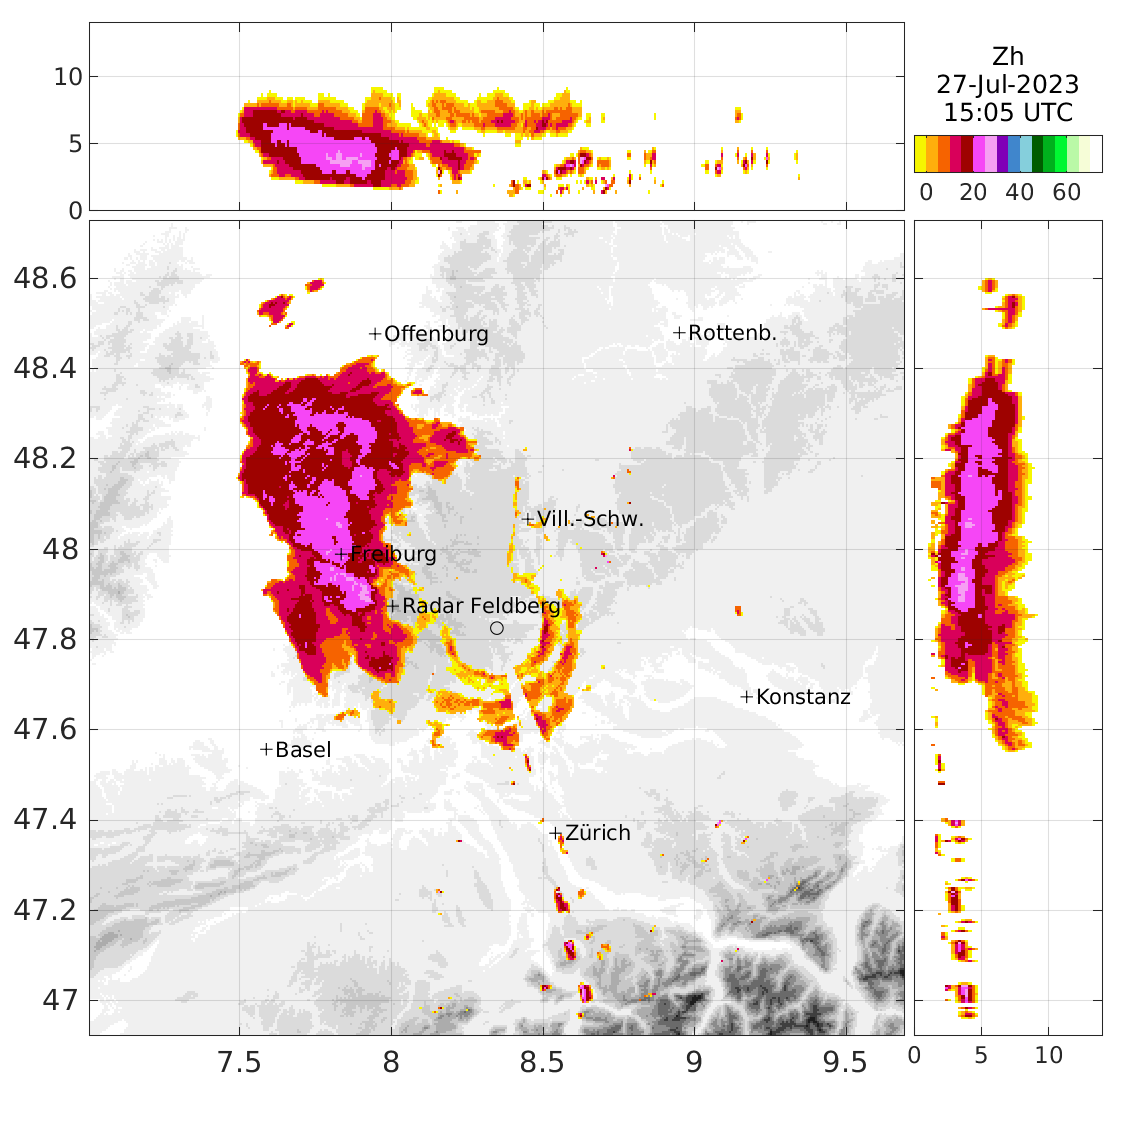 10
5
0
Zh
27-Jul-2023
15:05 UTC
0 20 40 60
48.6
48.4
48.2
48
47.8
47.6
47.4
47.2
47
Offenburg
Rottenb.
Vill.-Schw.
Freiburg
Radar Feldberg
Konstanz
Basel
Zürich
7.5 8 8.5 9 9.5
0 5 10